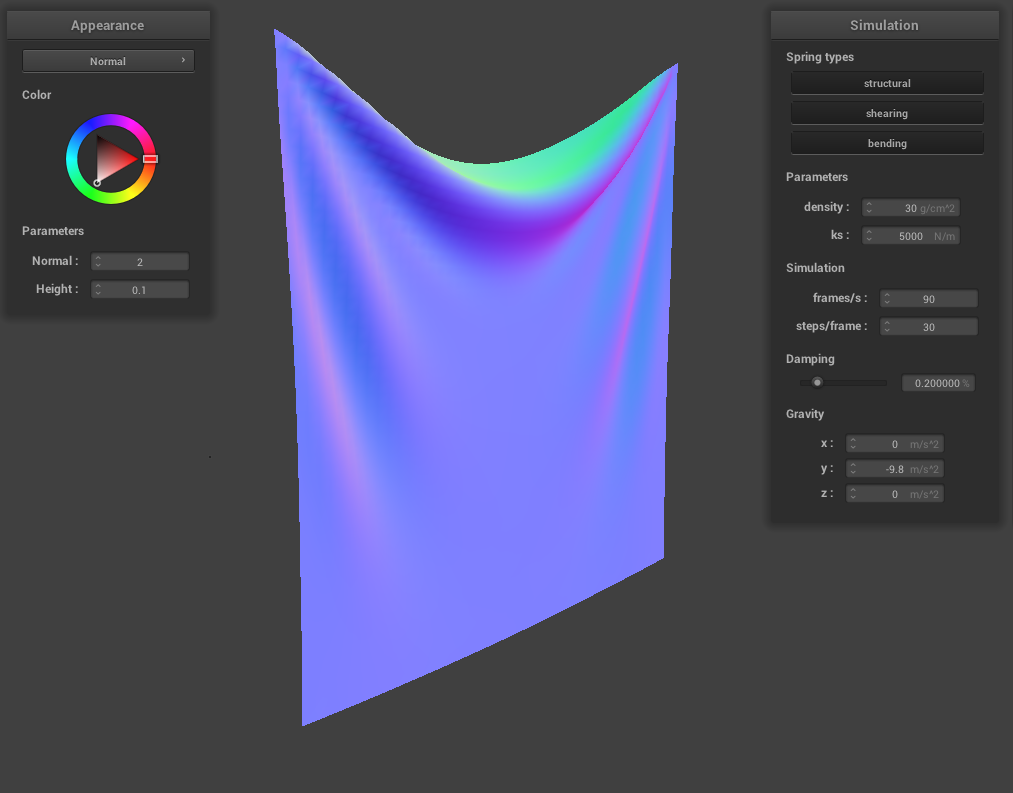 Appearance
Normal ›
Color
Parameters
Normal : 2
Height : 0.1
Simulation
Spring types
structural
shearing
bending
Parameters
density : 30 g/cm^2
ks : 5000 N/m
Simulation
frames/s : 90
steps/frame : 30
Damping
0.200000 %
Gravity
x : 0 m/s^2
y : -9.8 m/s^2
z : 0 m/s^2